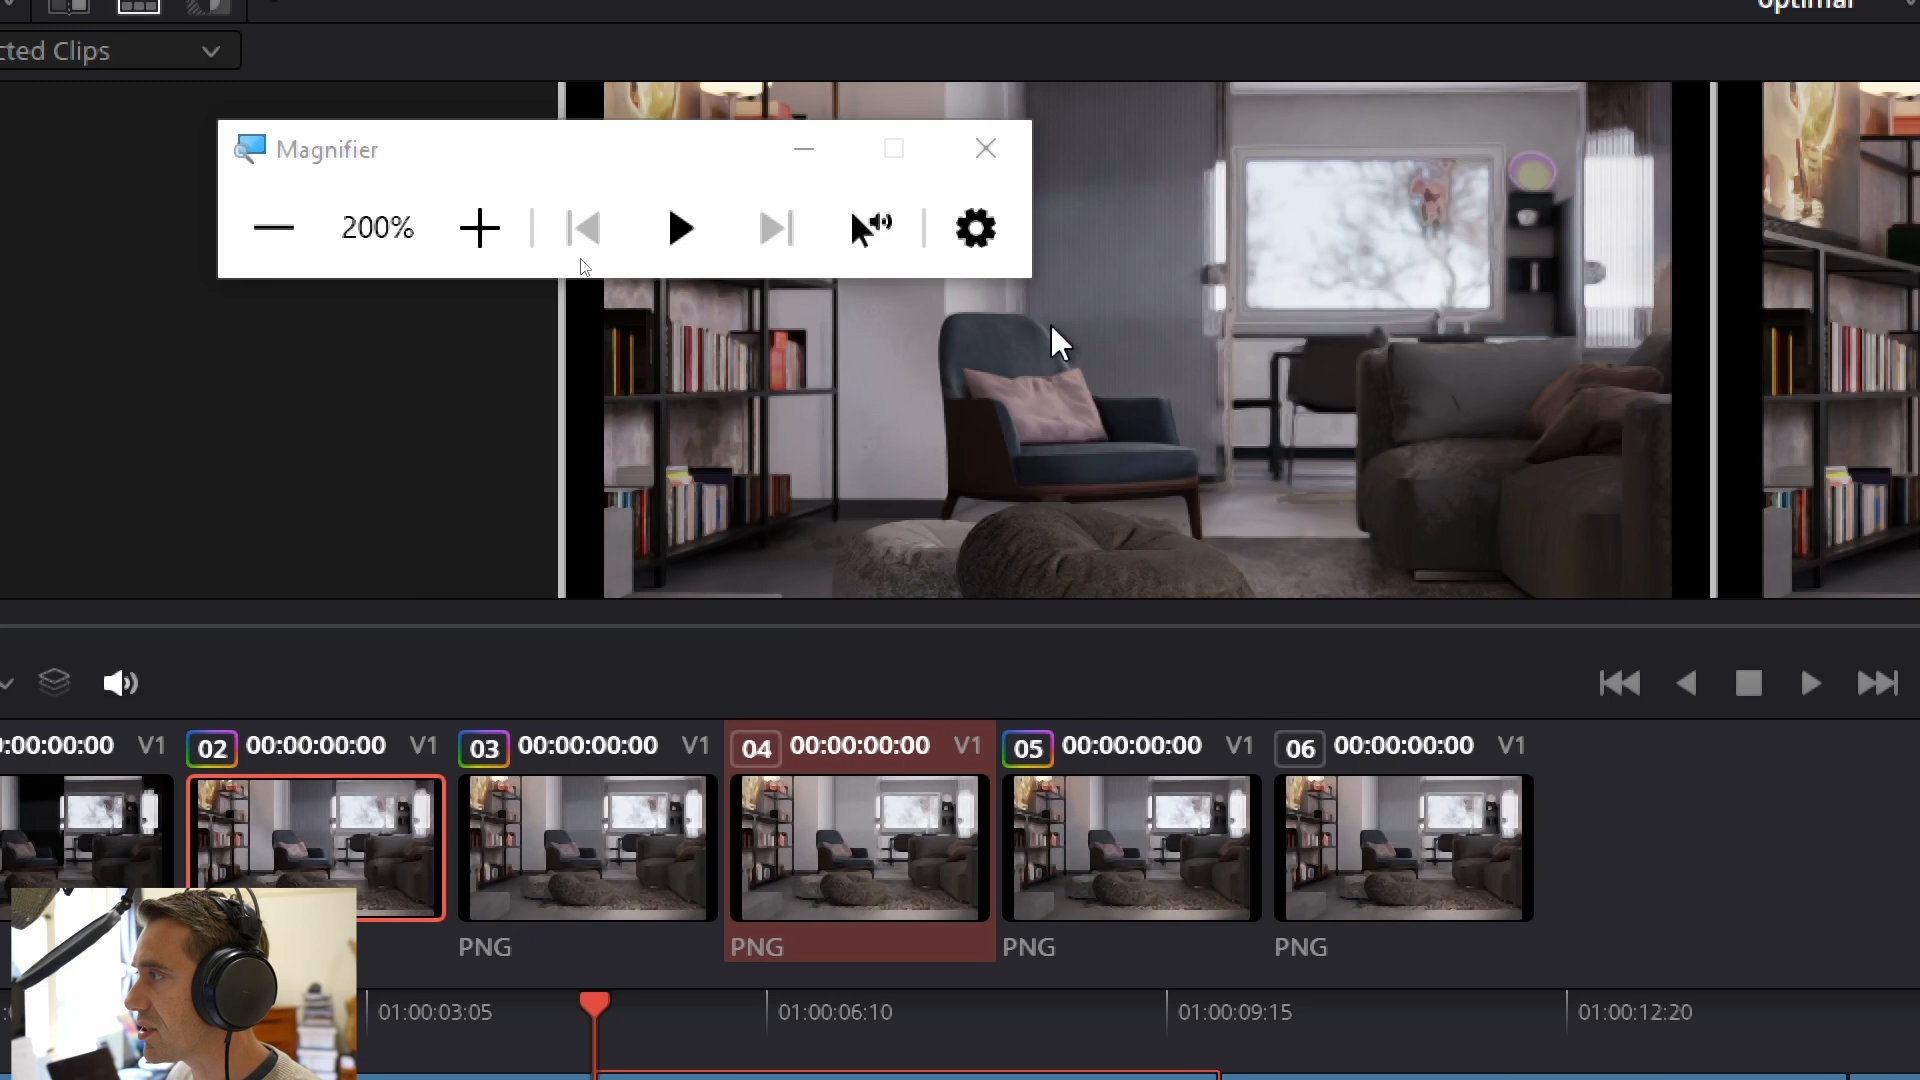 optimal
cted Clips
Magnifier
200%
:00:00:00 V1 02 00:00:00:00 V1 03 00:00:00:00 V1 04 00:00:00:00 V1 05 00:00:00:00 V1 06 00:00:00:00 V1
PNG PNG PNG PNG
01:00:03:05 01:00:06:10 01:00:09:15 01:00:12:20